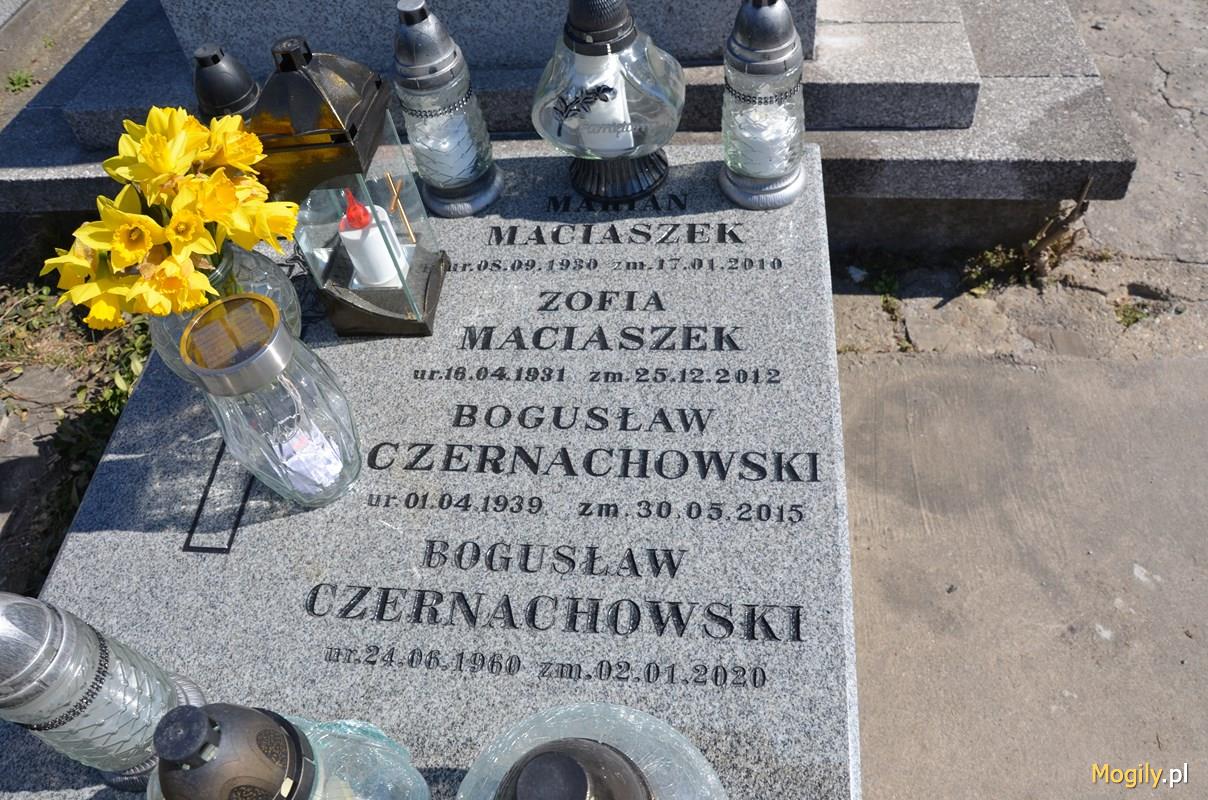 MARIAN
MACIASZEK
ur.08.09.1930 zm.17.01.2010
ZOFIA
MACIASZEK
ur.16.04.1931 zm.25.12.2012
BOGUSŁAW
CZERNACHOWSKI
ur.01.04.1939 zm.30.05.2015
BOGUSŁAW
CZERNACHOWSKI
ur.24.06.1960 zm.02.01.2020
Mogily.pl